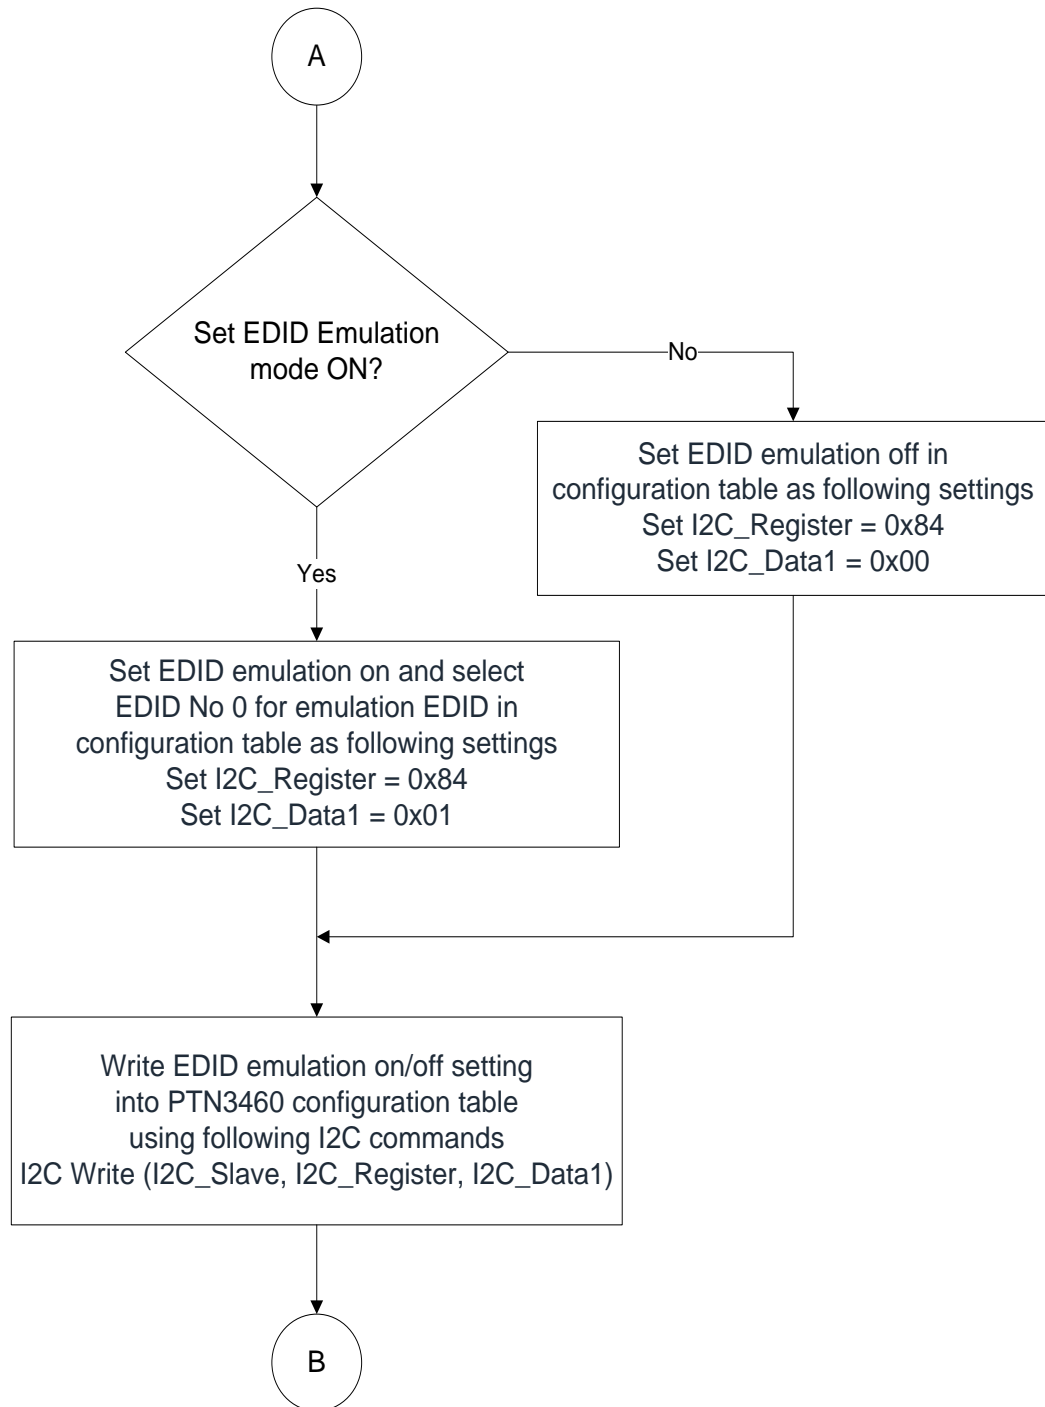 A
Set EDID Emulation
mode ON?
No
Set EDID emulation off in
configuration table as following settings
Set I2C_Register = 0x84
Set I2C_Data1 = 0x00
Yes
Set EDID emulation on and select
EDID No 0 for emulation EDID in
configuration table as following settings
Set I2C_Register = 0x84
Set I2C_Data1 = 0x01
Write EDID emulation on/off setting
into PTN3460 configuration table
using following I2C commands
I2C Write (I2C_Slave, I2C_Register, I2C_Data1)
B